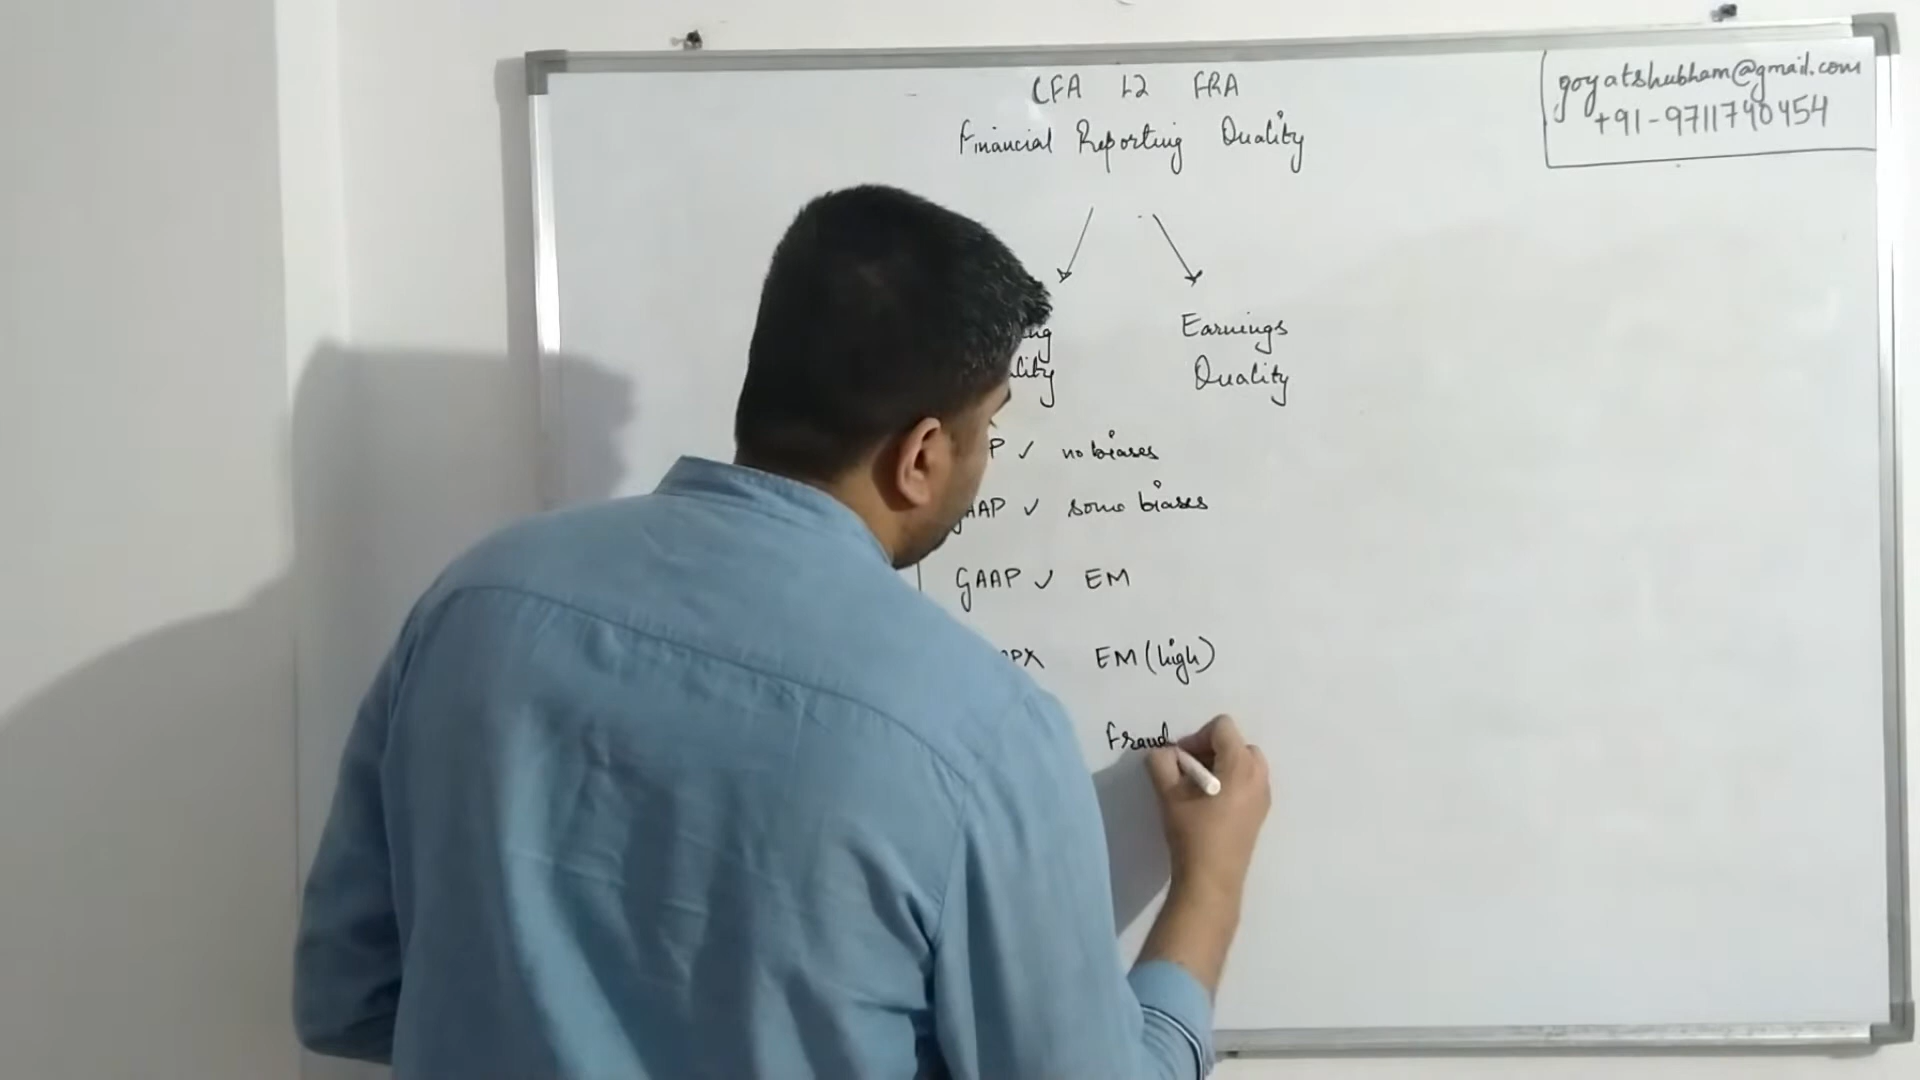 CFA L2 FRA
Financial Reporting Quality
goyatshubham@gmail.com
+91-9711740454
Earnings
Quality
✓ no biases
✓ some biases
GAAP ✓ EM
EM (high)
Fraud